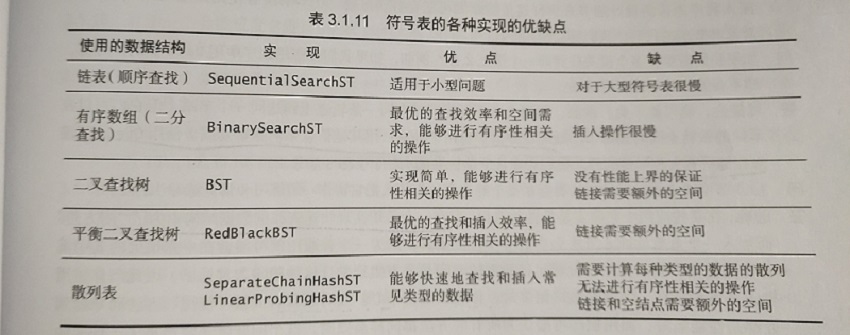 表 3.1.11 符号表的各种实现的优缺点
使用的数据结构 实 现 优 点 缺 点
链表（顺序查找） SequentialSearchST 适用于小型问题 对于大型符号表很慢
有序数组（二分查找） BinarySearchST 最优的查找效率和空间需求，能够进行有序性相关的操作 插入操作很慢
二叉查找树 BST 实现简单，能够进行有序性相关的操作 没有性能上界的保证 链接需要额外的空间
平衡二叉查找树 RedBlackBST 最优的查找和插入效率，能够进行有序性相关的操作 链接需要额外的空间
散列表 SeparateChainHashST LinearProbingHashST 能够快速地查找和插入常见类型的数据 需要计算每种类型的数据的散列 无法进行有序性相关的操作 链接和空结点需要额外的空间